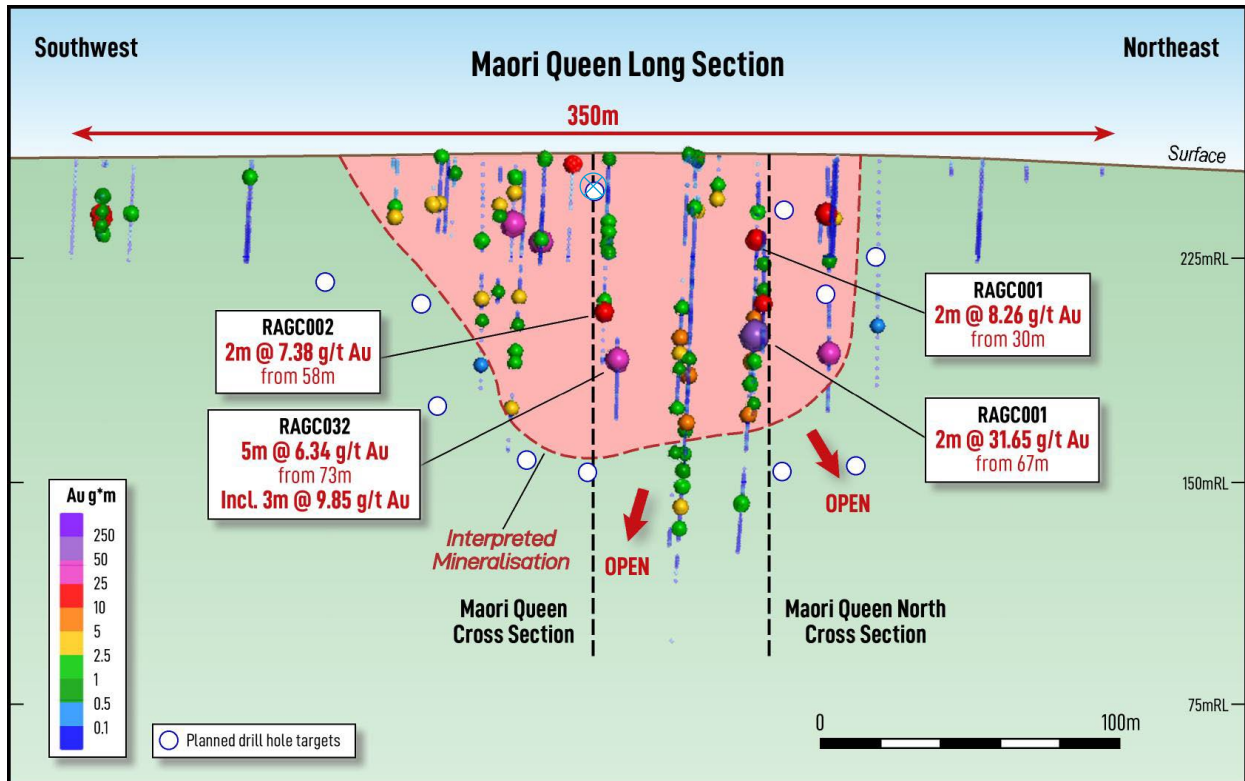 Southwest
Maori Queen Long Section
Northeast
350m
Surface
225mRL
RAGC002
2m @ 7.38 g/t Au
from 58m
RAGC001
2m @ 8.26 g/t Au
from 30m
RAGC032
5m @ 6.34 g/t Au
from 73m
Incl. 3m @ 9.85 g/t Au
RAGC001
2m @ 31.65 g/t Au
from 67m
150mRL
Au g*m
250
50
25
10
5
2.5
1
0.5
0.1
Interpreted
Mineralisation
OPEN
OPEN
Maori Queen
Cross Section
Maori Queen North
Cross Section
75mRL
Planned drill hole targets
0
100m